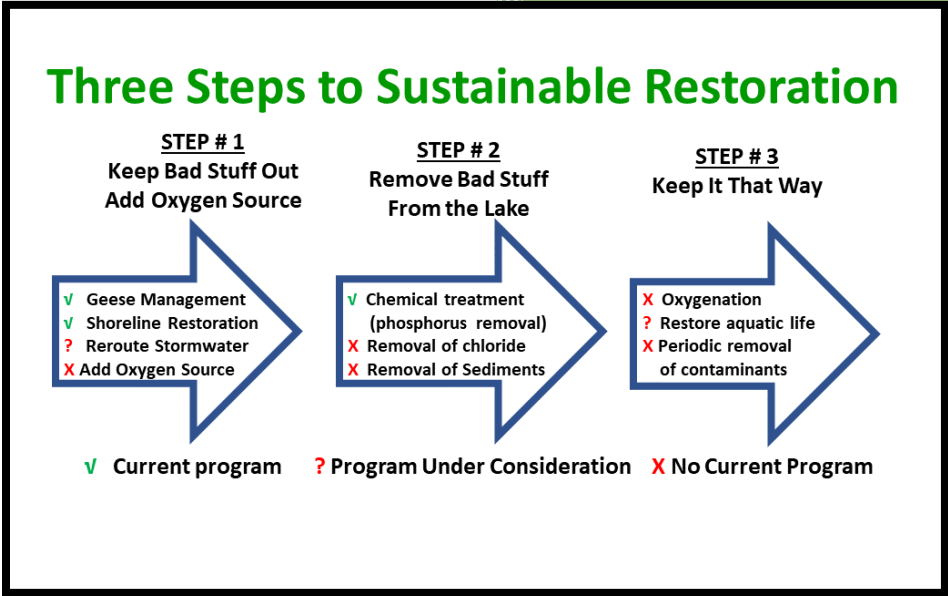 Three Steps to Sustainable Restoration
STEP # 1
Keep Bad Stuff Out
Add Oxygen Source
√ Geese Management
√ Shoreline Restoration
? Reroute Stormwater
X Add Oxygen Source
STEP # 2
Remove Bad Stuff
From the Lake
√ Chemical treatment
(phosphorus removal)
X Removal of chloride
X Removal of Sediments
STEP # 3
Keep It That Way
X Oxygenation
? Restore aquatic life
X Periodic removal
of contaminants
√ Current program
? Program Under Consideration
X No Current Program